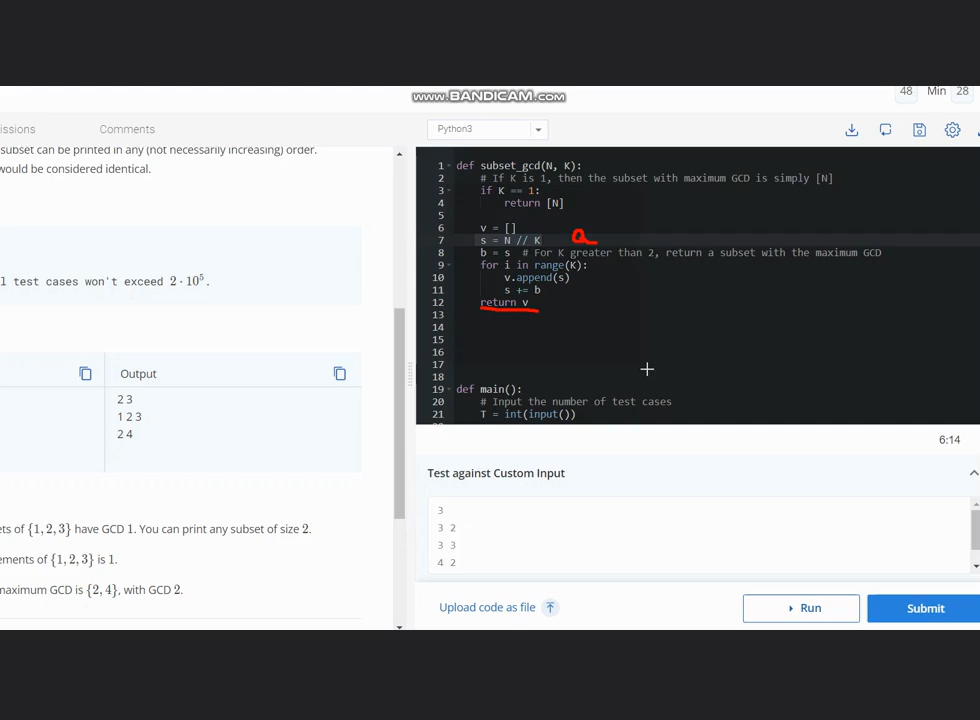 www.BANDICAM.com
48 Min 28
issions Comments
Python3
subset can be printed in any (not necessarily increasing) order.
would be considered identical.
l test cases won't exceed 2 · 10⁵.
Output
2 3
1 2 3
2 4
ets of {1, 2, 3} have GCD 1. You can print any subset of size 2.
ements of {1, 2, 3} is 1.
maximum GCD is {2, 4}, with GCD 2.
1 def subset_gcd(N, K):
2 # If K is 1, then the subset with maximum GCD is simply [N]
3 if K == 1:
4 return [N]
5
6 v = []
7 s = N // K a
8 b = s # For K greater than 2, return a subset with the maximum GCD
9 for i in range(K):
10 v.append(s)
11 s += b
12 return v
13
14
15
16
17
18
19 def main():
20 # Input the number of test cases
21 T = int(input())
6:14
Test against Custom Input
3
3 2
3 3
4 2
Upload code as file
Run
Submit